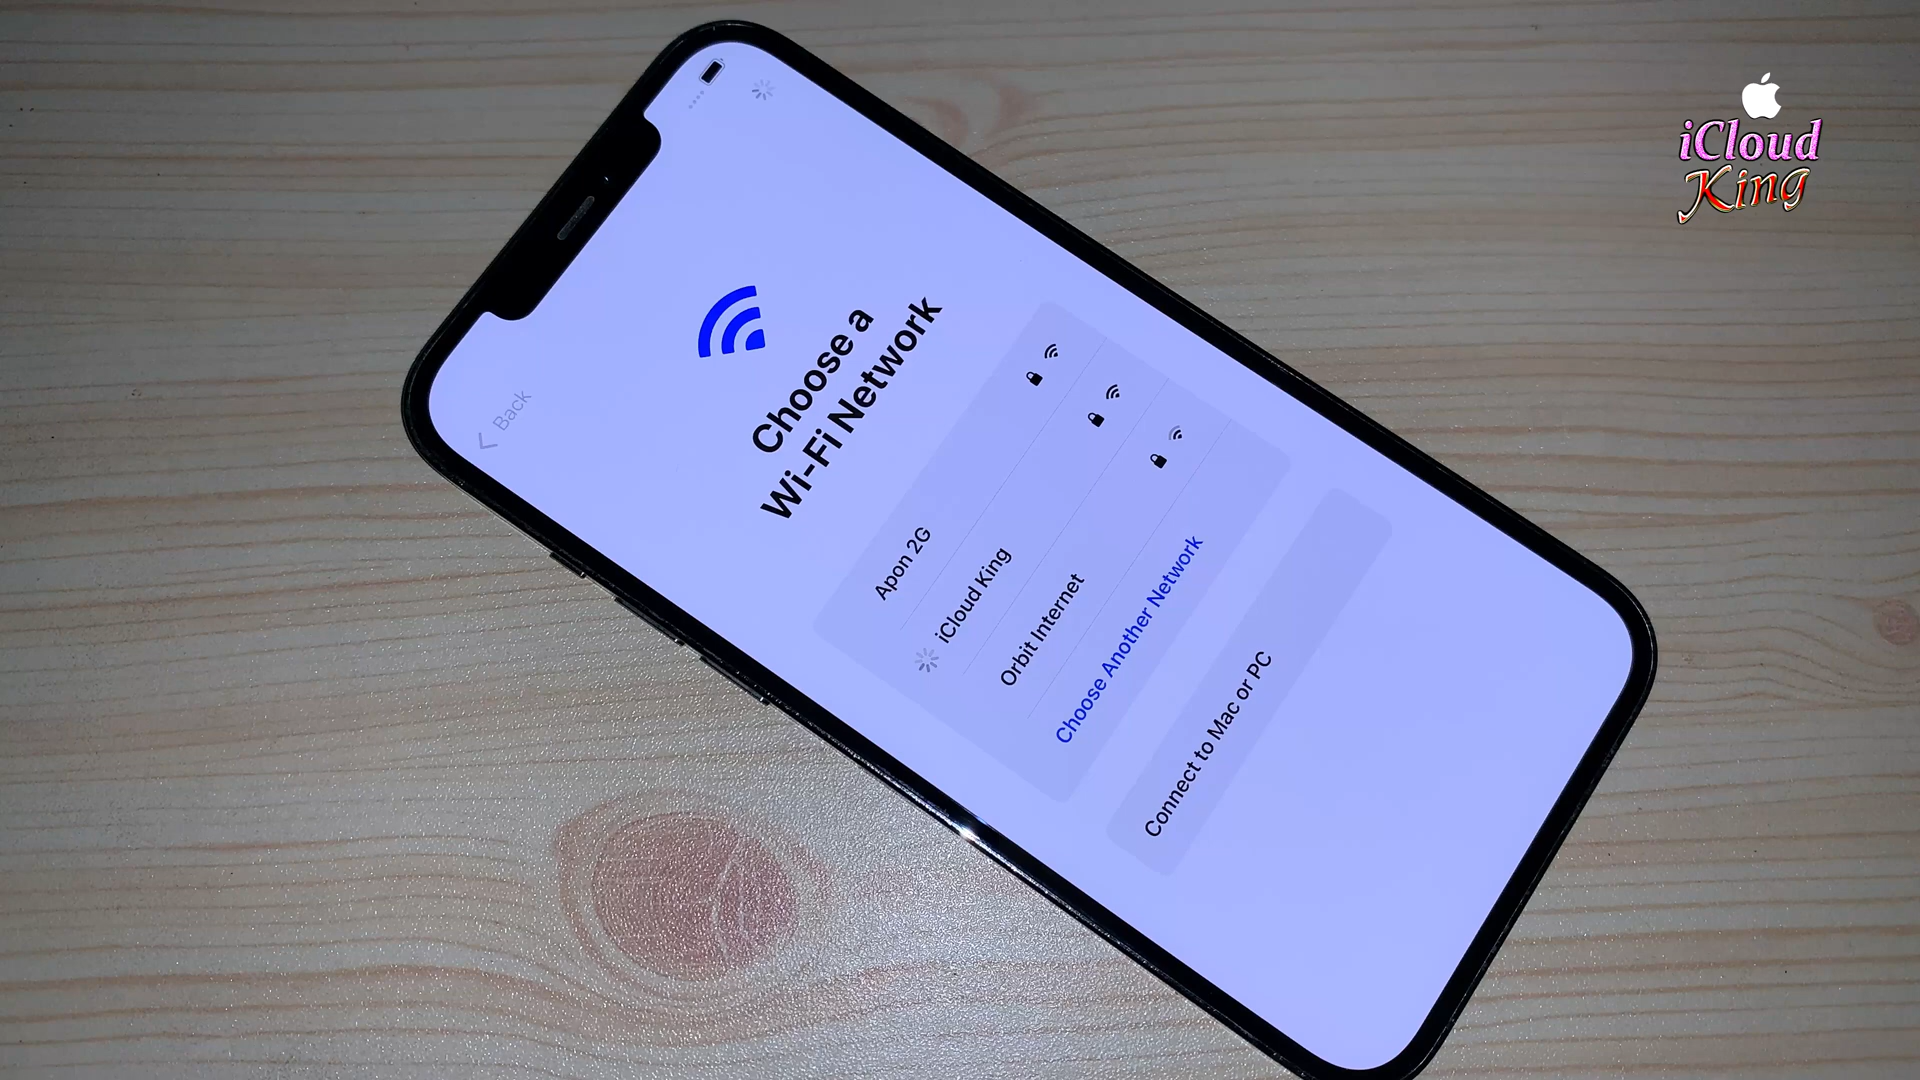 Back
Choose a
Wi-Fi Network
Apon 2G
iCloud King
Orbit Internet
Choose Another Network
Connect to Mac or PC
iCloud
King